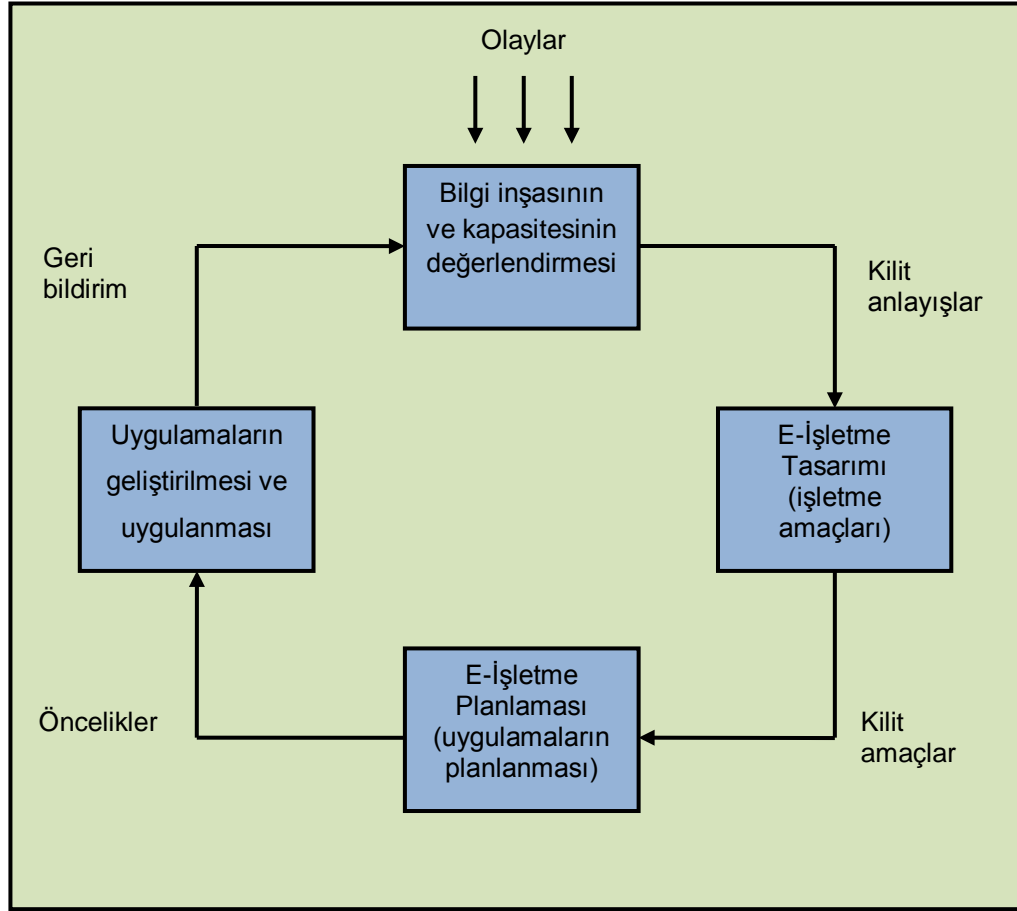 Olaylar
Bilgi inşasının
ve kapasitesinin
değerlendirmesi
Geri
bildirim
Kilit
anlayışlar
Uygulamaların
geliştirilmesi ve
uygulanması
E-İşletme
Tasarımı
(işletme
amaçları)
E-İşletme
Planlaması
(uygulamaların
planlanması)
Öncelikler
Kilit
amaçlar